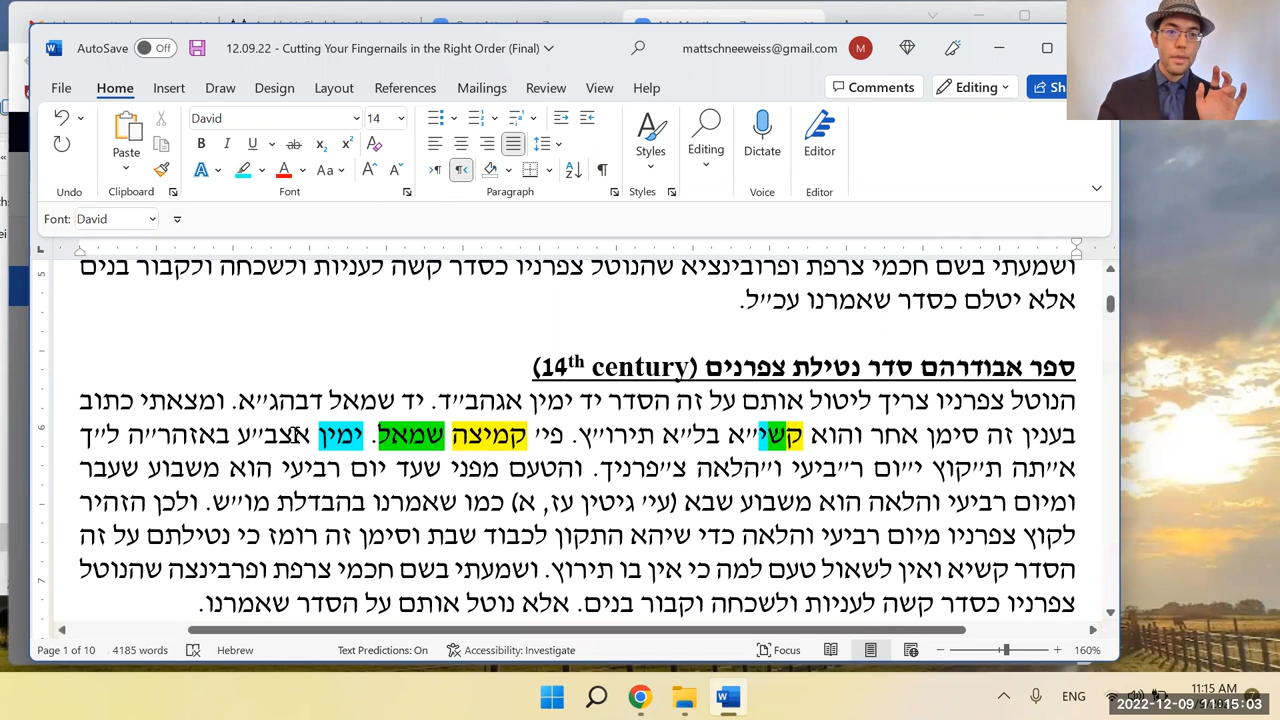 AutoSave Off 12.09.22 - Cutting Your Fingernails in the Right Order (Final) mattschneeweiss@gmail.com M
File Home Insert Draw Design Layout References Mailings Review View Help Comments Editing Sh
David 14
Paste Styles Editing Dictate Editor
Undo Clipboard Font Paragraph Styles Voice Editor
Font: David
ושמעתי בשם חכמי צרפת ופרובינציא שהנוטל צפרניו כסדר קשה לעניות ולשכחה ולקבור בנים
אלא יטלם כסדר שאמרנו עכ״ל.
ספר אבודרהם סדר נטילת צפרנים (14th century)
הנוטל צפרניו צריך ליטול אותם על זה הסדר יד ימין אגהב״ד. יד שמאל דבהג״א. ומצאתי כתוב
בענין זה סימן אחר והוא קשי״א בל״א תירו״ץ. פי׳ קמיצה שמאל. ימין אצב״ע באזהר״ה ל״ך
א״תה ת״קוץ י״ום ר״ביעי ו״הלאה צ״פרניך. והטעם מפני שעד יום רביעי הוא משבוע שעבר
ומיום רביעי והלאה הוא משבוע שבא (עי׳ גיטין עז, א) כמו שאמרנו בהבדלת מו״ש. ולכן הזהיר
לקוץ צפרניו מיום רביעי והלאה כדי שיהא התקון לכבוד שבת וסימן זה רומז כי נטילתם על זה
הסדר קשיא ואין לשאול טעם למה כי אין בו תירוץ. ושמעתי בשם חכמי צרפת ופרבינצה שהנוטל
צפרניו כסדר קשה לעניות ולשכחה וקבור בנים. אלא נוטל אותם על הסדר שאמרנו.
Page 1 of 10 4185 words Hebrew Text Predictions: On Accessibility: Investigate Focus 160%
ENG 11:15 AM
2022-12-09 11:15:03